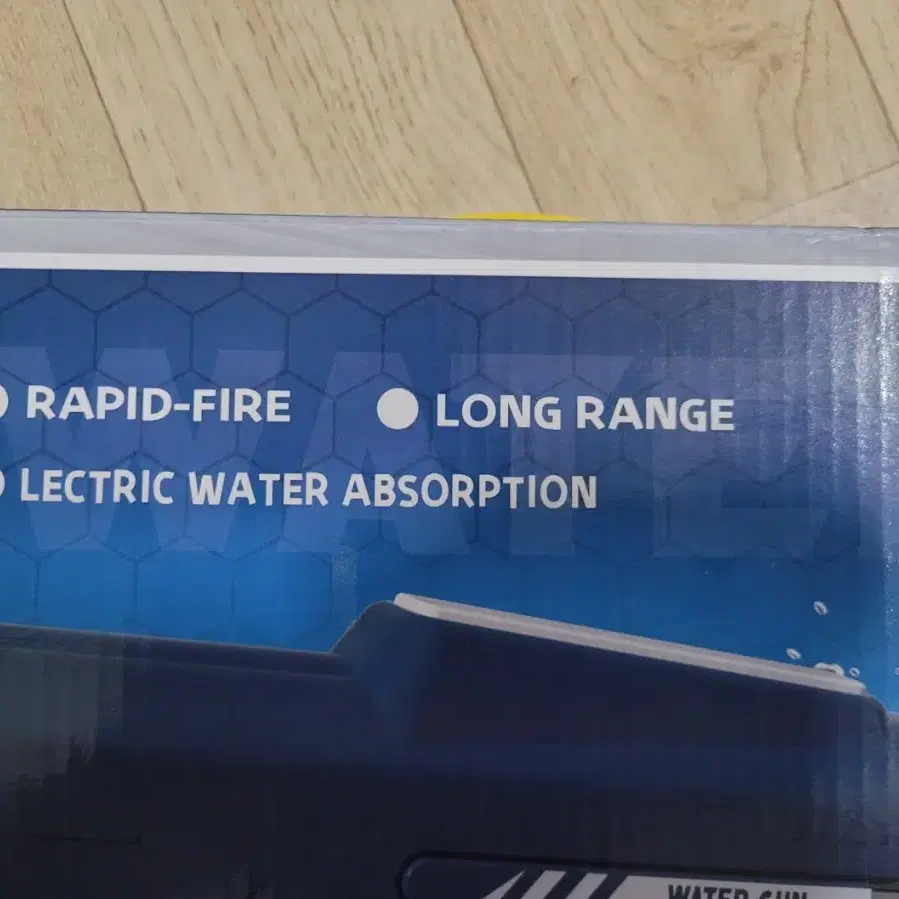 RAPID-FIRE LONG RANGE
LECTRIC WATER ABSORPTION
WATER GUN